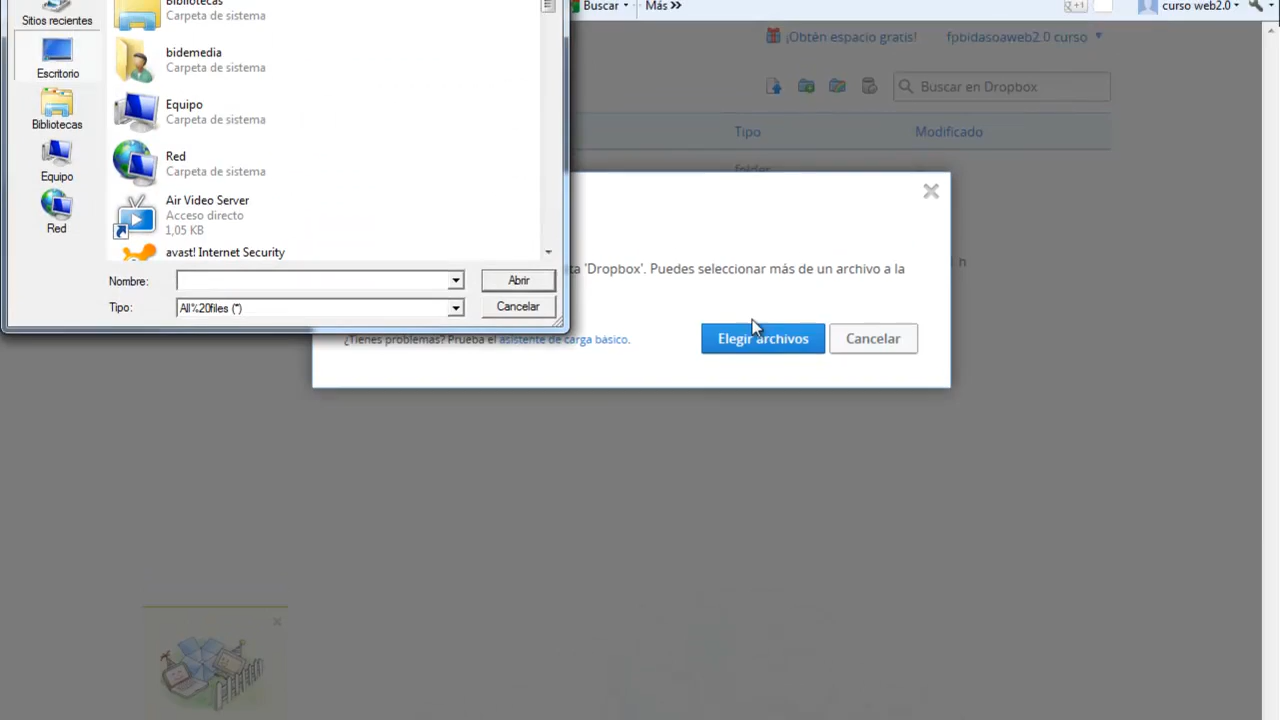 Buscar
Más »
curso web2.0
Sitios recientes
Escritorio
Bibliotecas
Equipo
Red
Bibliotecas
Carpeta de sistema
bidemedia
Carpeta de sistema
Equipo
Carpeta de sistema
Red
Carpeta de sistema
Air Video Server
Acceso directo
1,05 KB
avast! Internet Security
Nombre:
Abrir
Tipo:
All%20files (*)
Cancelar
¡Obtén espacio gratis!
fpbidasoaweb2.0 curso
Buscar en Dropbox
Tipo
Modificado
folder
h
'Dropbox'. Puedes seleccionar más de un archivo a la
¿Tienes problemas? Prueba el asistente de carga básico.
Elegir archivos
Cancelar